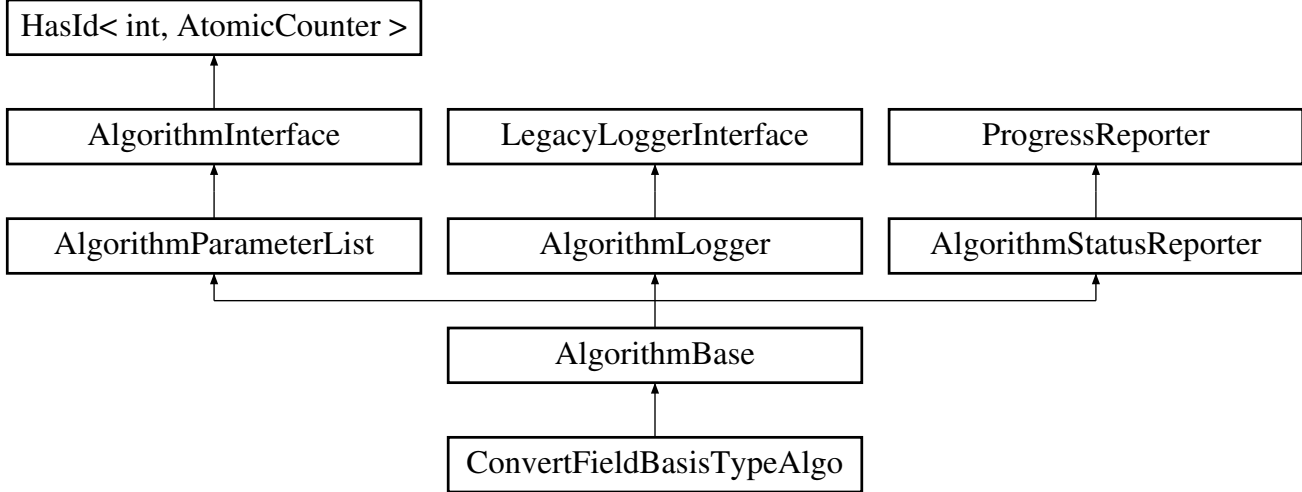 HasId< int, AtomicCounter >
AlgorithmInterface
LegacyLoggerInterface
ProgressReporter
AlgorithmParameterList
AlgorithmLogger
AlgorithmStatusReporter
AlgorithmBase
ConvertFieldBasisTypeAlgo